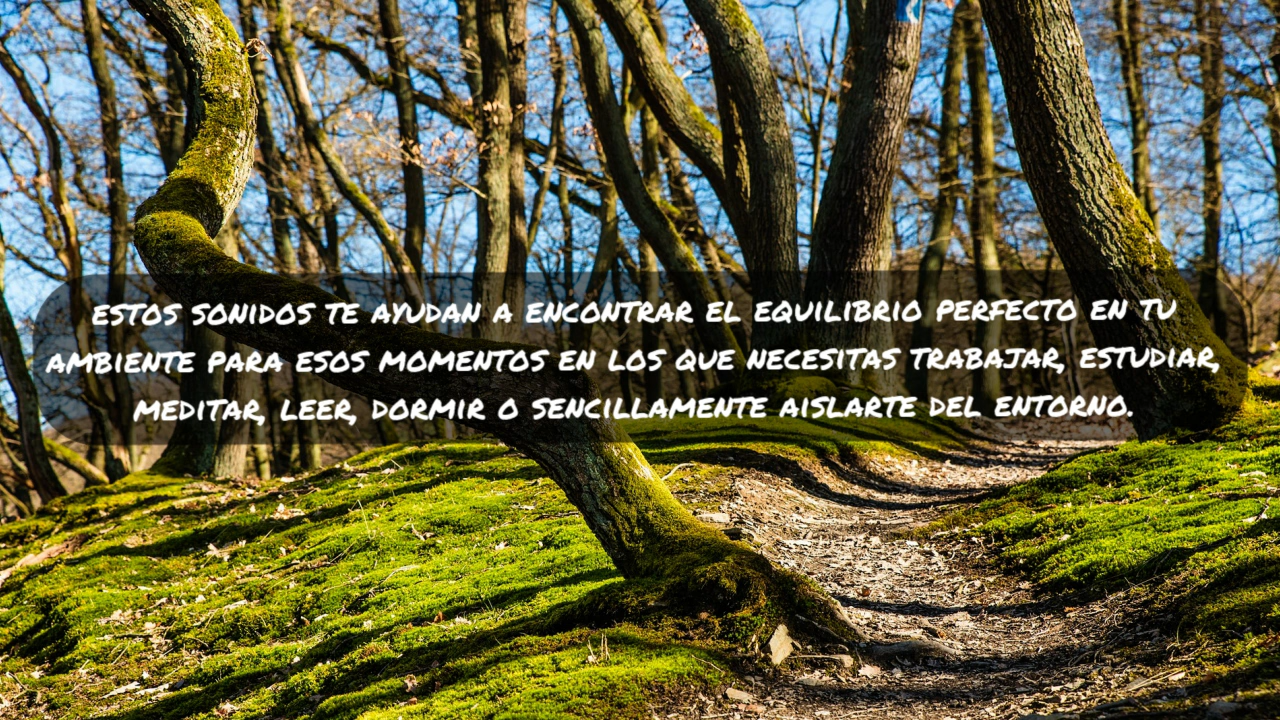 ESTOS SONIDOS TE AYUDAN A ENCONTRAR EL EQUILIBRIO PERFECTO EN TU
AMBIENTE PARA ESOS MOMENTOS EN LOS QUE NECESITAS TRABAJAR, ESTUDIAR,
MEDITAR, LEER, DORMIR O SENCILLAMENTE AISLARTE DEL ENTORNO.